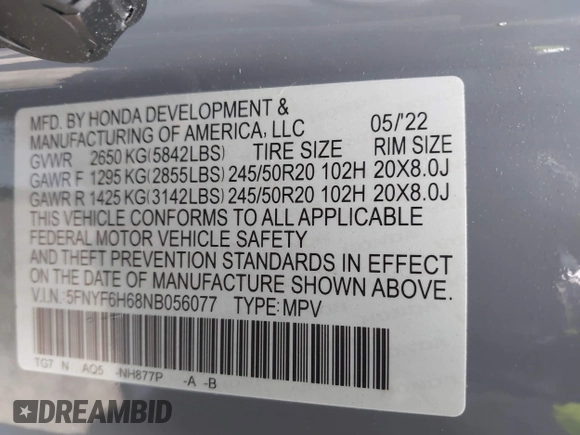 MFD. BY HONDA DEVELOPMENT &
MANUFACTURING OF AMERICA, LLC 05/'22
GVWR 2650 KG(5842LBS) TIRE SIZE RIM SIZE
GAWR F 1295 KG(2855LBS) 245/50R20 102H 20X8.0J
GAWR R 1425 KG(3142LBS) 245/50R20 102H 20X8.0J
THIS VEHICLE CONFORMS TO ALL APPLICABLE
FEDERAL MOTOR VEHICLE SAFETY
AND THEFT PREVENTION STANDARDS IN EFFECT
ON THE DATE OF MANUFACTURE SHOWN ABOVE.
V.I.N.:5FNYF6H68NB056077 TYPE:MPV
TG7 N AQ5 -NH877P -A -B
DREAMBID